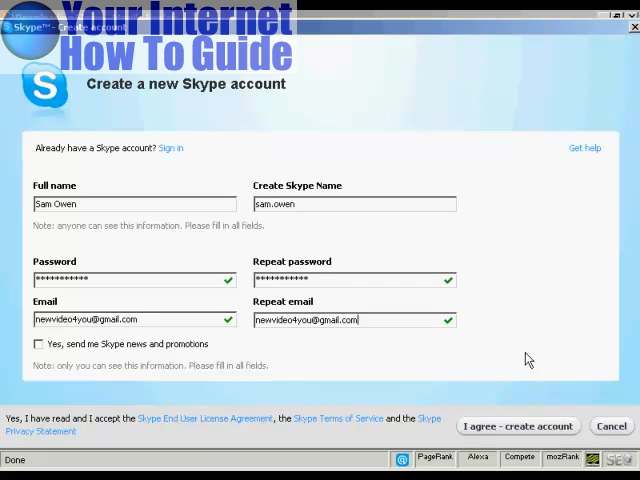 Your Internet
How To Guide
Skype™ - Create account
Create a new Skype account
Already have a Skype account? Sign in
Get help
Full name
Create Skype Name
Sam Owen
sam.owen
Note: anyone can see this information. Please fill in all fields.
Password
Repeat password
***********
***********
Email
Repeat email
newvideo4you@gmail.com
newvideo4you@gmail.com
Yes, send me Skype news and promotions
Note: only you can see this information. Please fill in all fields.
Yes, I have read and I accept the Skype End User License Agreement, the Skype Terms of Service and the Skype
Privacy Statement
I agree - create account
Cancel
Done
PageRank
Alexa
Compete
mozRank
SEO